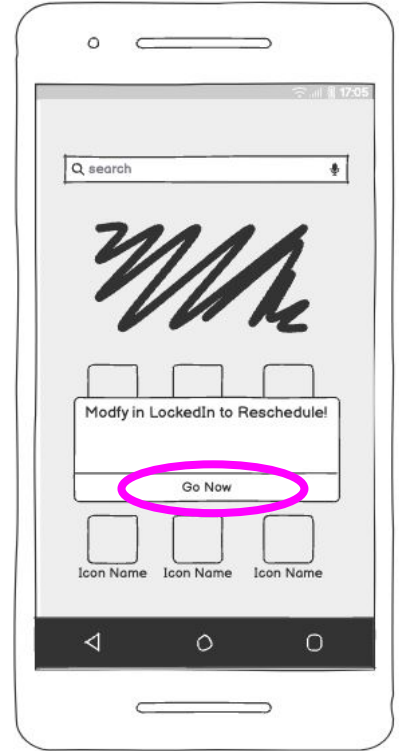 17:05
search
Modfy in LockedIn to Reschedule!
Go Now
Icon Name Icon Name Icon Name